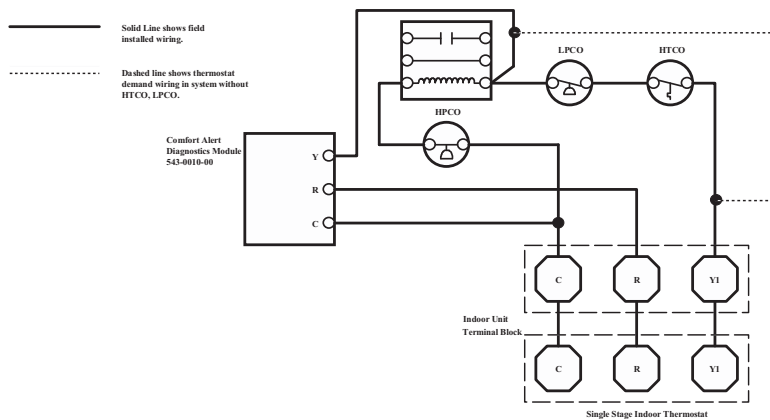 Solid Line shows field
installed wiring.
Dashed line shows thermostat
demand wiring in system without
HTCO, LPCO.
LPCO
HTCO
HPCO
Comfort Alert
Diagnostics Module
543-0010-00
Y
R
C
C
R
Y1
Indoor Unit
Terminal Block
C
R
Y1
Single Stage Indoor Thermostat